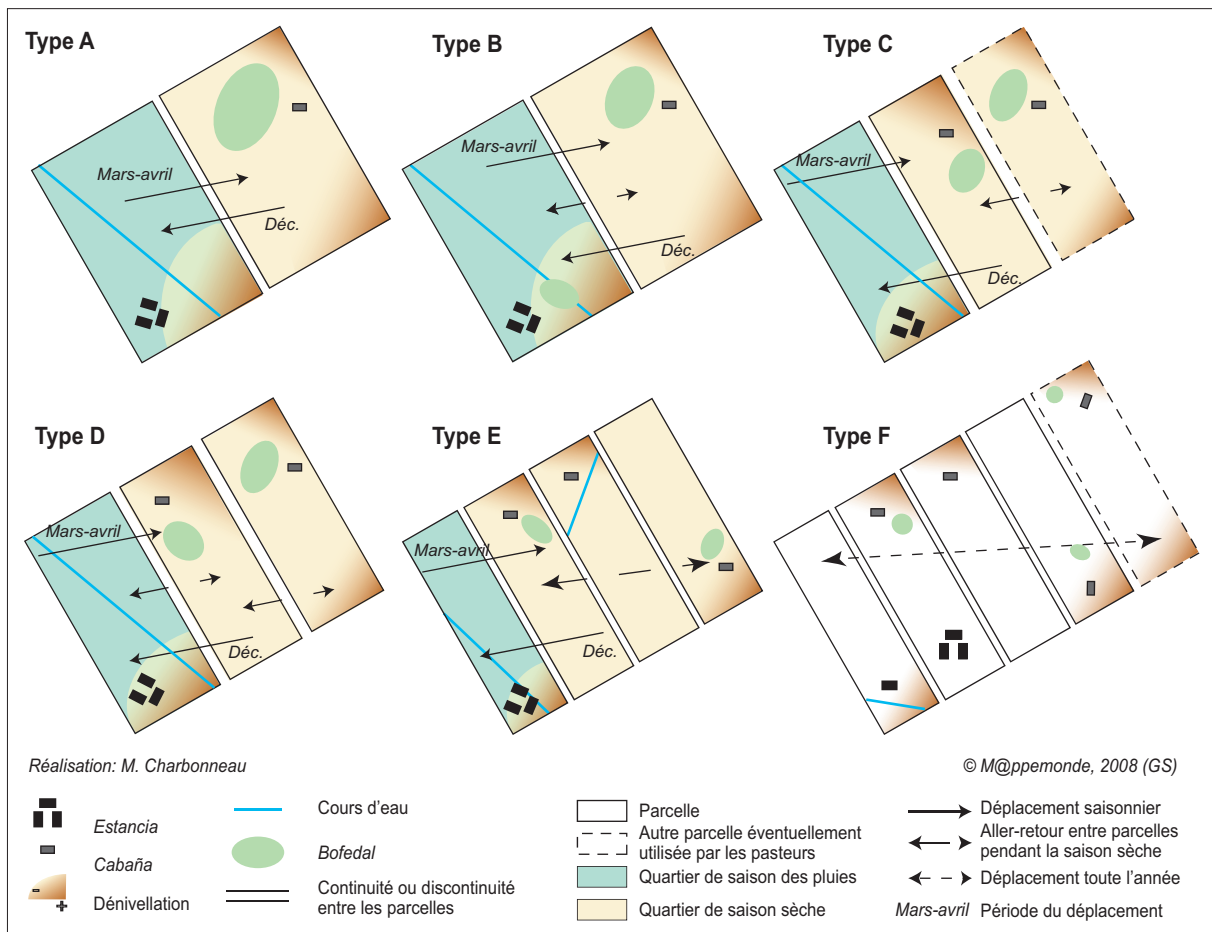 Type A
Type B
Type C
Mars-avril
Déc.
Mars-avril
Déc.
Mars-avril
Déc.
Type D
Type E
Type F
Mars-avril
Déc.
Mars-avril
Déc.
Réalisation: M. Charbonneau
© M@ppemonde, 2008 (GS)
Estancia
Cabaña
- 
+
Dénivellation
Cours d'eau
Bofedal
Continuité ou discontinuité
entre les parcelles
Parcelle
Autre parcelle éventuellement
utilisée par les pasteurs
Quartier de saison des pluies
Quartier de saison sèche
Déplacement saisonnier
Aller-retour entre parcelles
pendant la saison sèche
Déplacement toute l'année
Mars-avril Période du déplacement